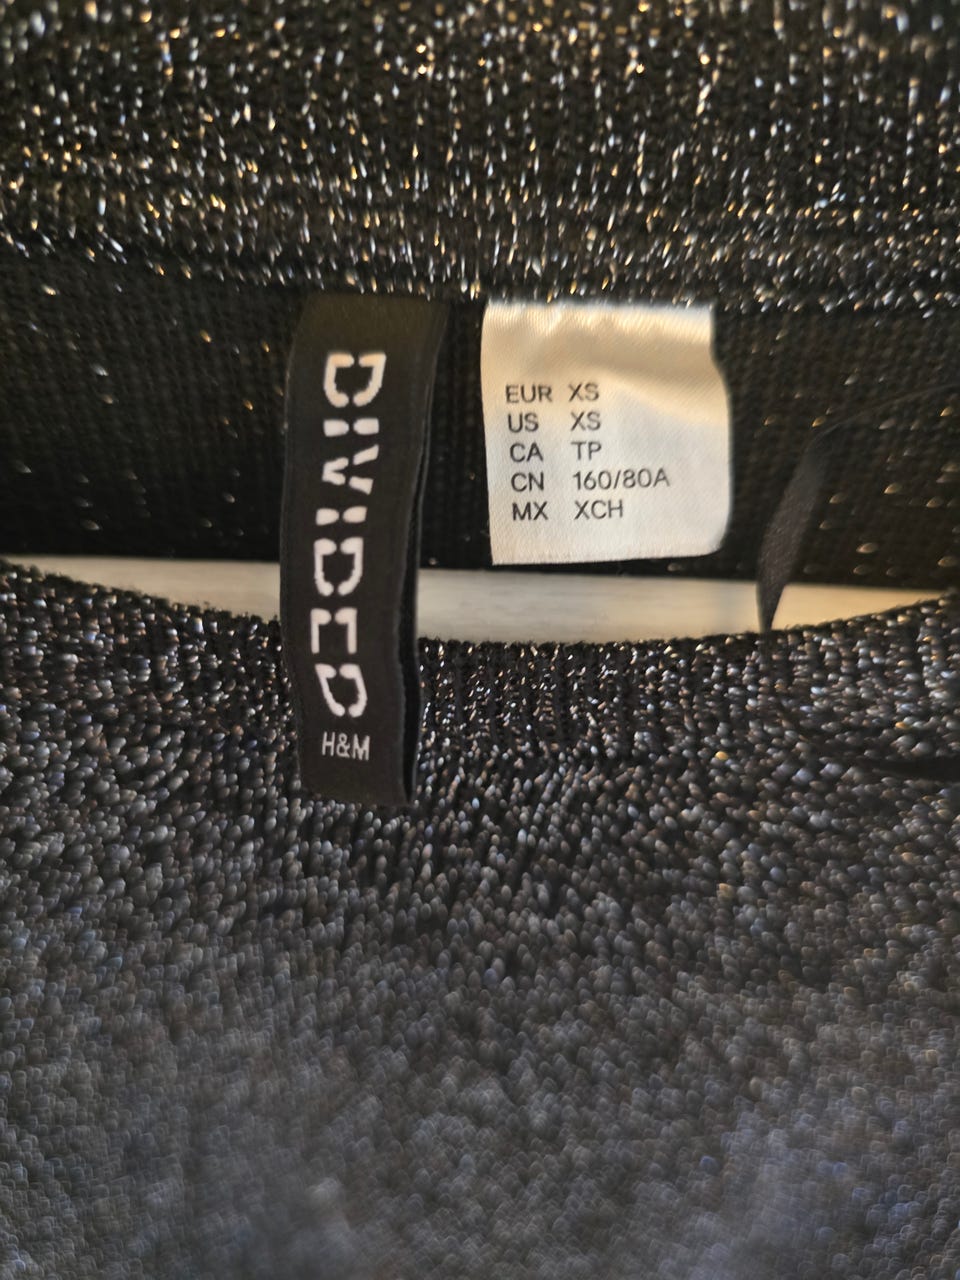 DIVIDED
H&M
EUR XS
US XS
CA TP
CN 160/80A
MX XCH